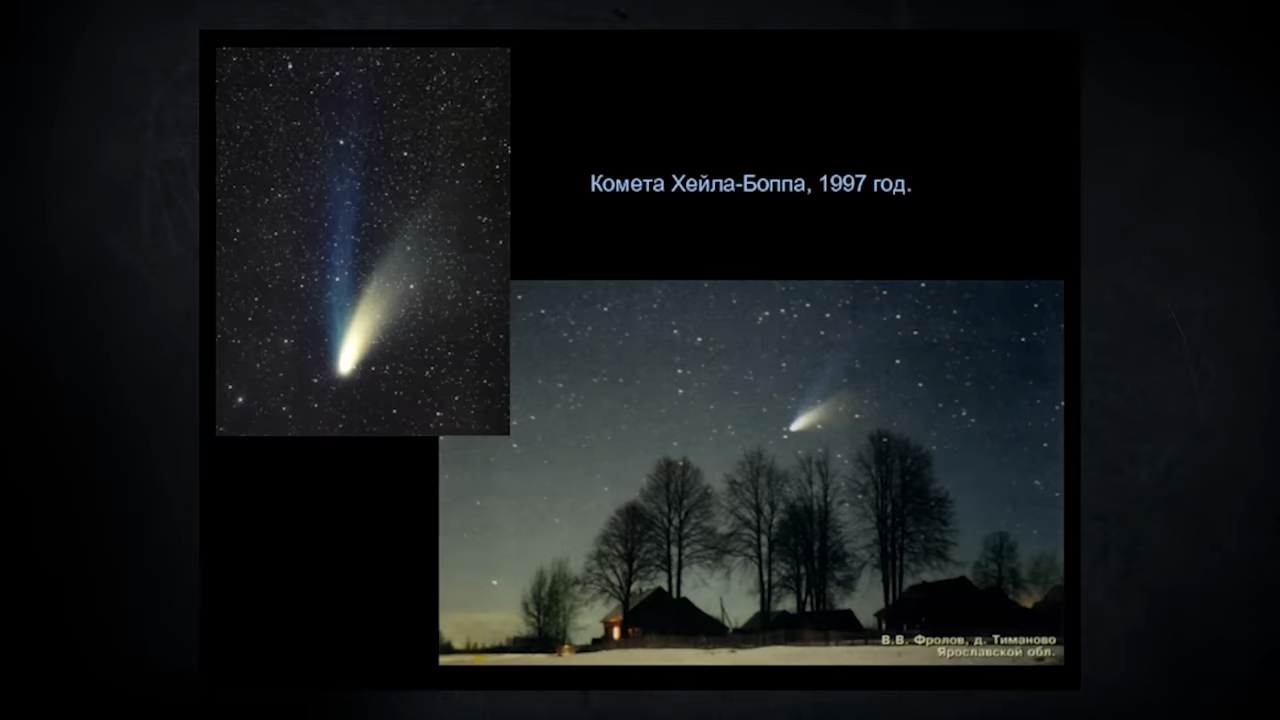 Комета Хейла-Боппа, 1997 год.
В.В. Фролов, д. Тиманово
Ярославской обл.